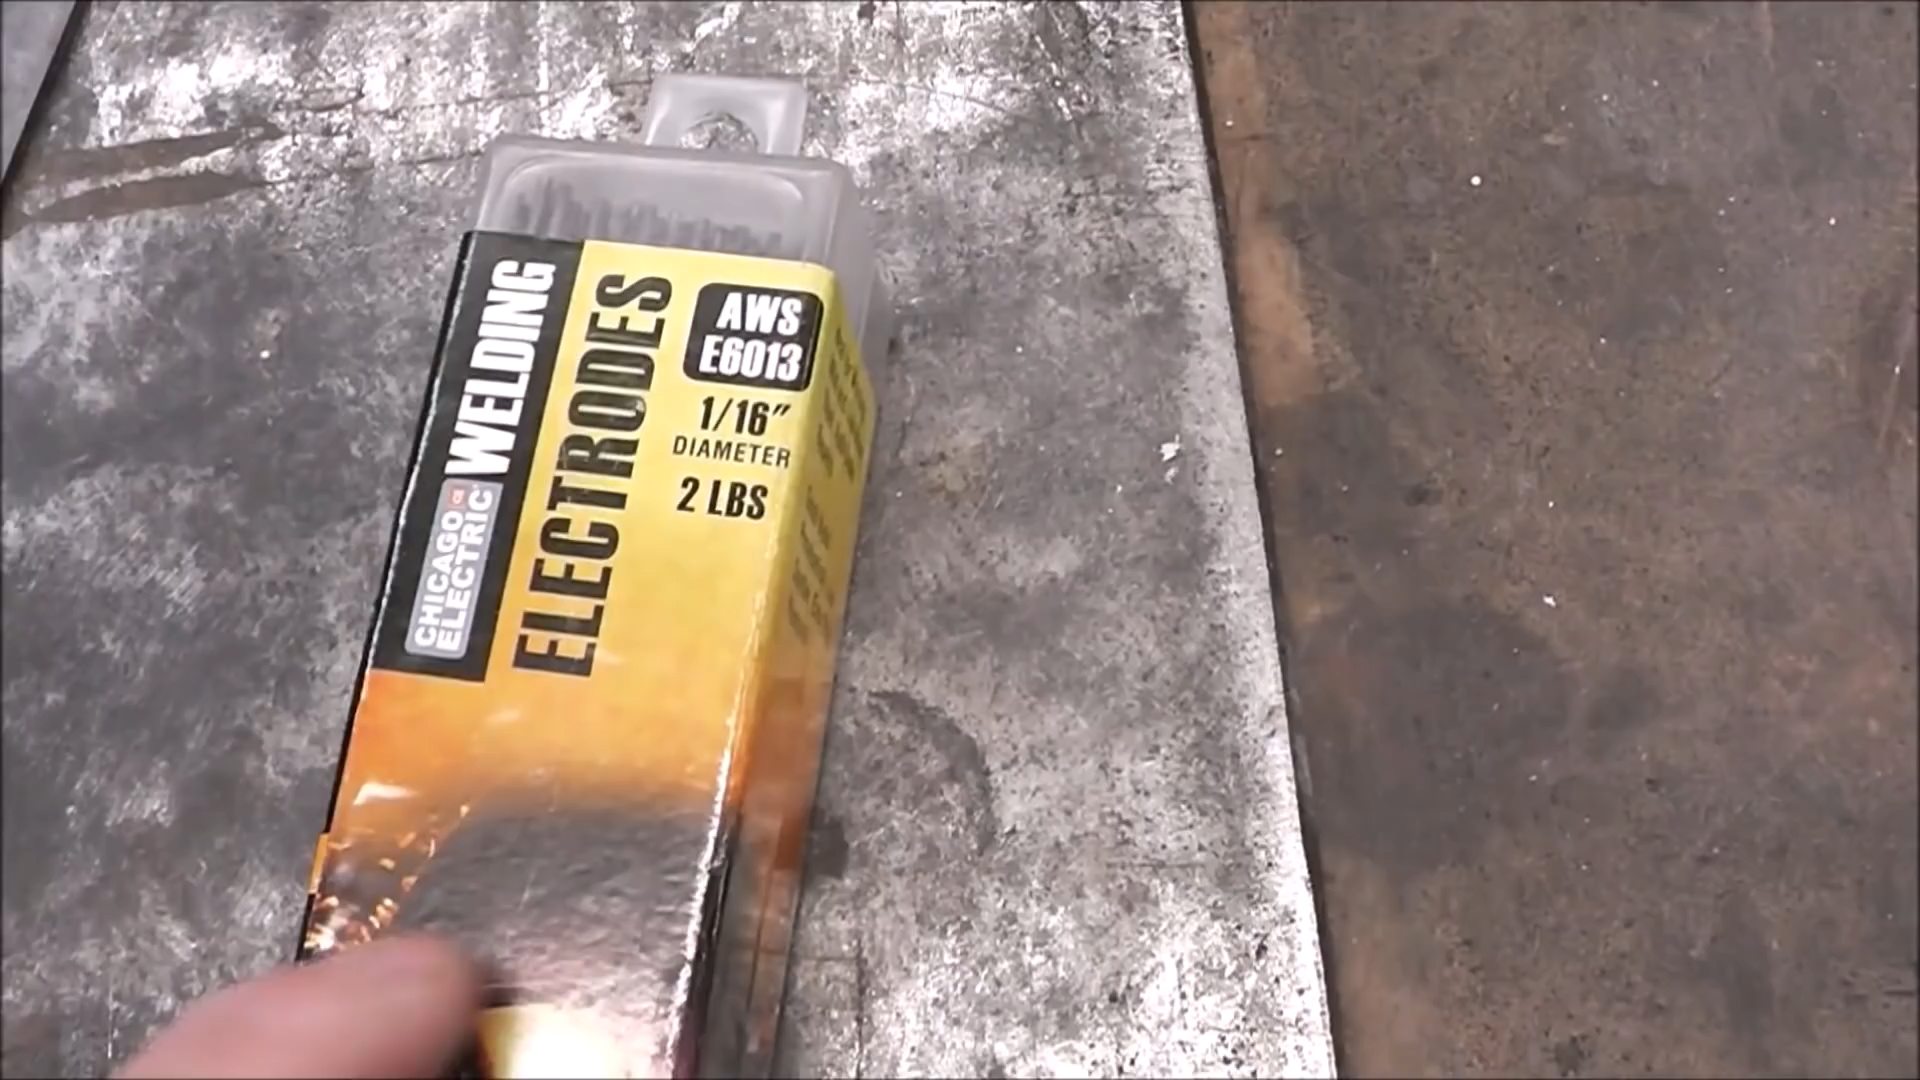 CHICAGO
ELECTRIC
WELDING
ELECTRODES
AWS
E6013
1/16"
DIAMETER
2 LBS